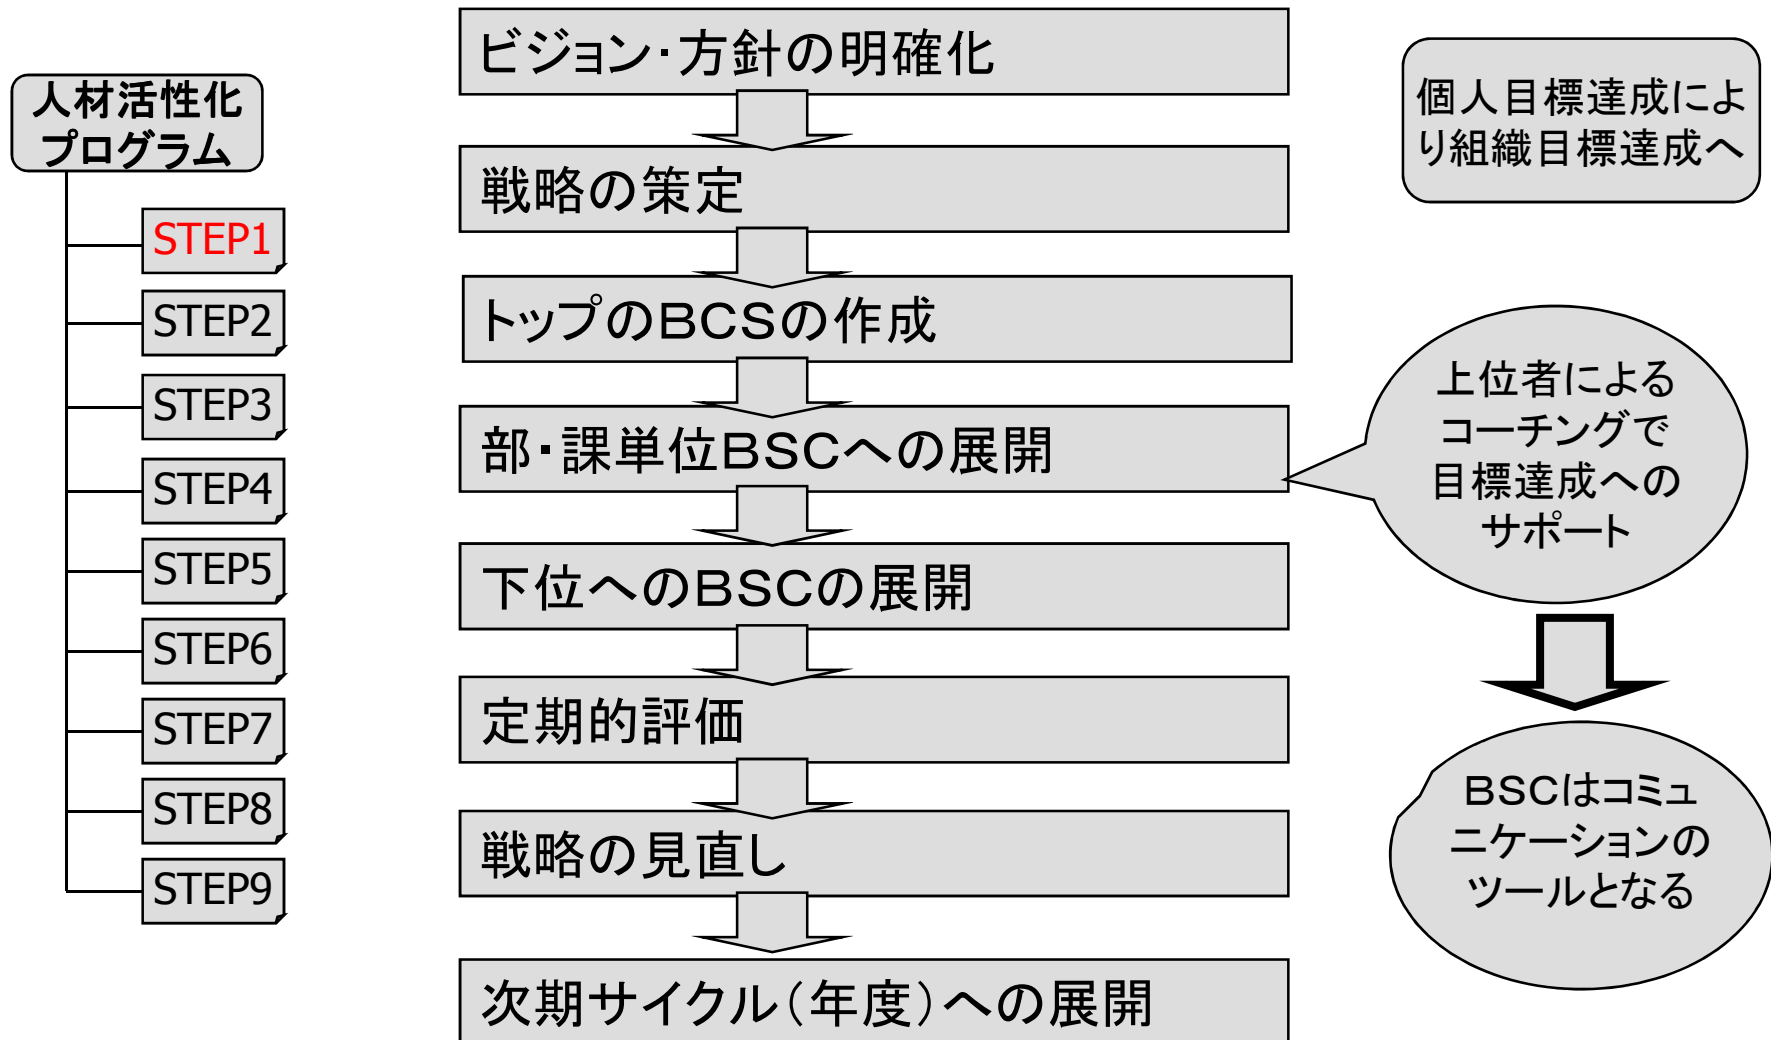 人材活性化
プログラム
STEP1
STEP2
STEP3
STEP4
STEP5
STEP6
STEP7
STEP8
STEP9
ビジョン・方針の明確化
戦略の策定
トップのBCSの作成
部・課単位BSCへの展開
下位へのBSCの展開
定期的評価
戦略の見直し
次期サイクル(年度)への展開
個人目標達成によ
り組織目標達成へ
上位者による
コーチングで
目標達成への
サポート
BSCはコミュ
ニケーションの
ツールとなる